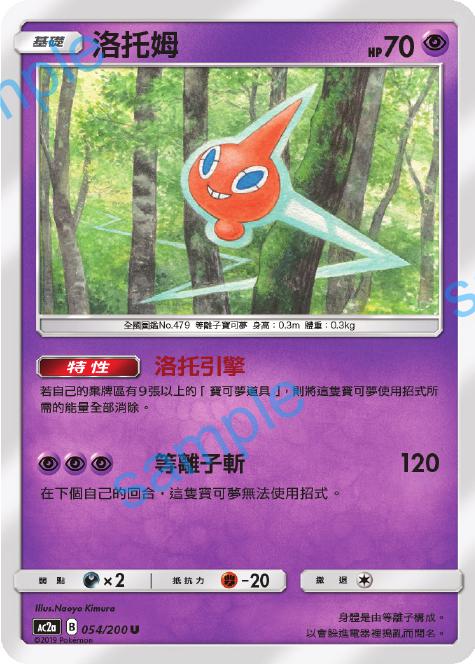 基礎 洛托姆 HP70
全國圖鑑No.479 等離子寶可夢 身高：0.3m 體重：0.3kg
特性 洛托引擎
若自己的棄牌區有9張以上的「寶可夢道具」，則將這隻寶可夢使用招式所
需的能量全部消除。
等離子斬 120
在下個自己的回合，這隻寶可夢無法使用招式。
弱點 ×2 抵抗力 -20 撤退
Illus.Naoyo Kimura
AC2a B 054/200 U
©2019 Pokémon
身體是由等離子構成。
以會躲進電器裡搗亂而聞名。
sample
sample
s